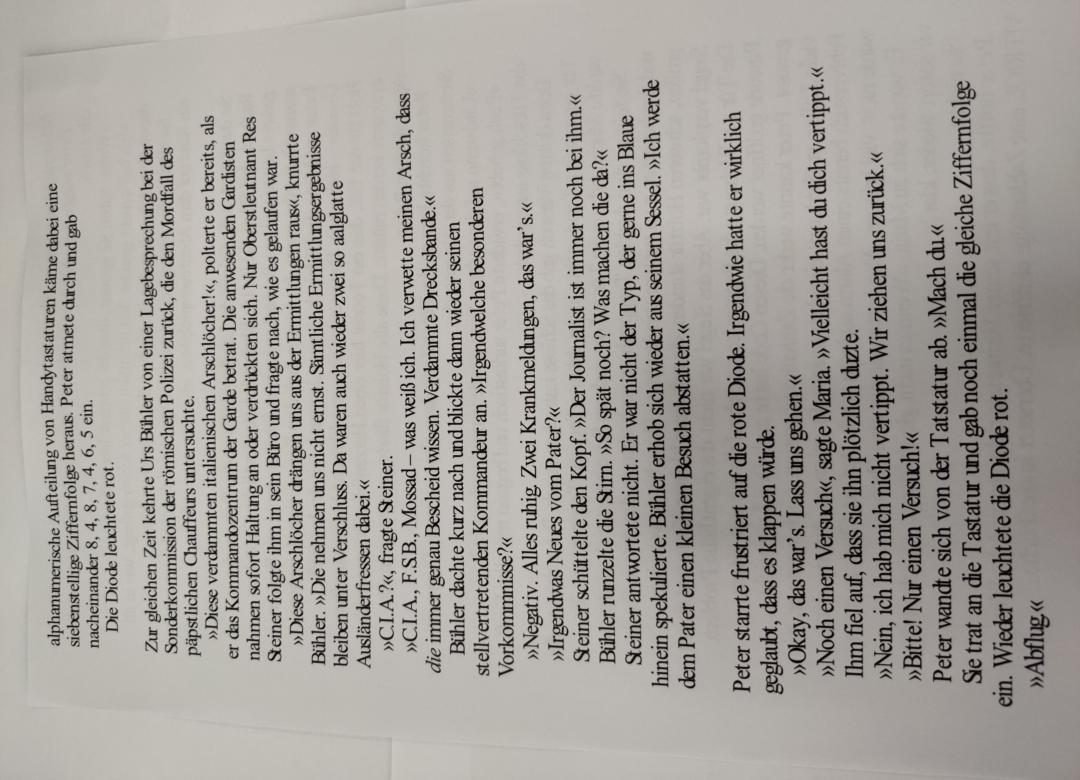 alphanumerische Aufteilung von Handytastaturen käme dabei eine
siebenstellige Ziffernfolge heraus. Peter atmete durch und gab
nacheinander 8, 4, 8, 7, 4, 6, 5 ein.
Die Diode leuchtete rot.
Zur gleichen Zeit kehrte Urs Bühler von einer Lagebesprechung bei der
Sonderkommission der römischen Polizei zurück, die den Mordfall des
päpstlichen Chauffeurs untersuchte.
»Diese verdammten italienischen Arschlöcher!«, polterte er bereits, als
er das Kommandozentrum der Garde betrat. Die anwesenden Gardisten
nahmen sofort Haltung an oder verdrückten sich. Nur Oberstleutnant Res
Steiner folgte ihm in sein Büro und fragte nach, wie es gelaufen war.
»Diese Arschlöcher drängen uns aus der Ermittlungen raus«, knurrte
Bühler. »Die nehmen uns nicht ernst. Sämtliche Ermittlungsergebnisse
bleiben unter Verschluss. Da waren auch wieder zwei so aalglatte
Ausländerfressen dabei.«
»C.I.A.?«, fragte Steiner.
»C.I.A., F.S.B., Mossad – was weiß ich. Ich verwette meinen Arsch, dass
die immer genau Bescheid wissen. Verdammte Drecksbande.«
Bühler dachte kurz nach und blickte dann wieder seinen
stellvertretenden Kommandeur an. »Irgendwelche besonderen
Vorkommnisse?«
»Negativ. Alles ruhig. Zwei Krankmeldungen, das war's.«
»Irgendwas Neues vom Pater?«
Steiner schüttelte den Kopf. »Der Journalist ist immer noch bei ihm.«
Bühler runzelte die Stirn. »So spät noch? Was machen die da?«
Steiner antwortete nicht. Er war nicht der Typ, der gerne ins Blaue
hinein spekulierte. Bühler erhob sich wieder aus seinem Sessel. »Ich werde
dem Pater einen kleinen Besuch abstatten.«
Peter starrte frustriert auf die rote Diode. Irgendwie hatte er wirklich
geglaubt, dass es klappen würde.
»Okay, das war's. Lass uns gehen.«
»Noch einen Versuch«, sagte Maria. »Vielleicht hast du dich vertippt.«
Ihm fiel auf, dass sie ihn plötzlich duzte.
»Nein, ich hab mich nicht vertippt. Wir ziehen uns zurück.«
»Bitte! Nur einen Versuch!«
Peter wandte sich von der Tatstatur ab. »Mach du.«
Sie trat an die Tastatur und gab noch einmal die gleiche Ziffernfolge
ein. Wieder leuchtete die Diode rot.
»Abflug«